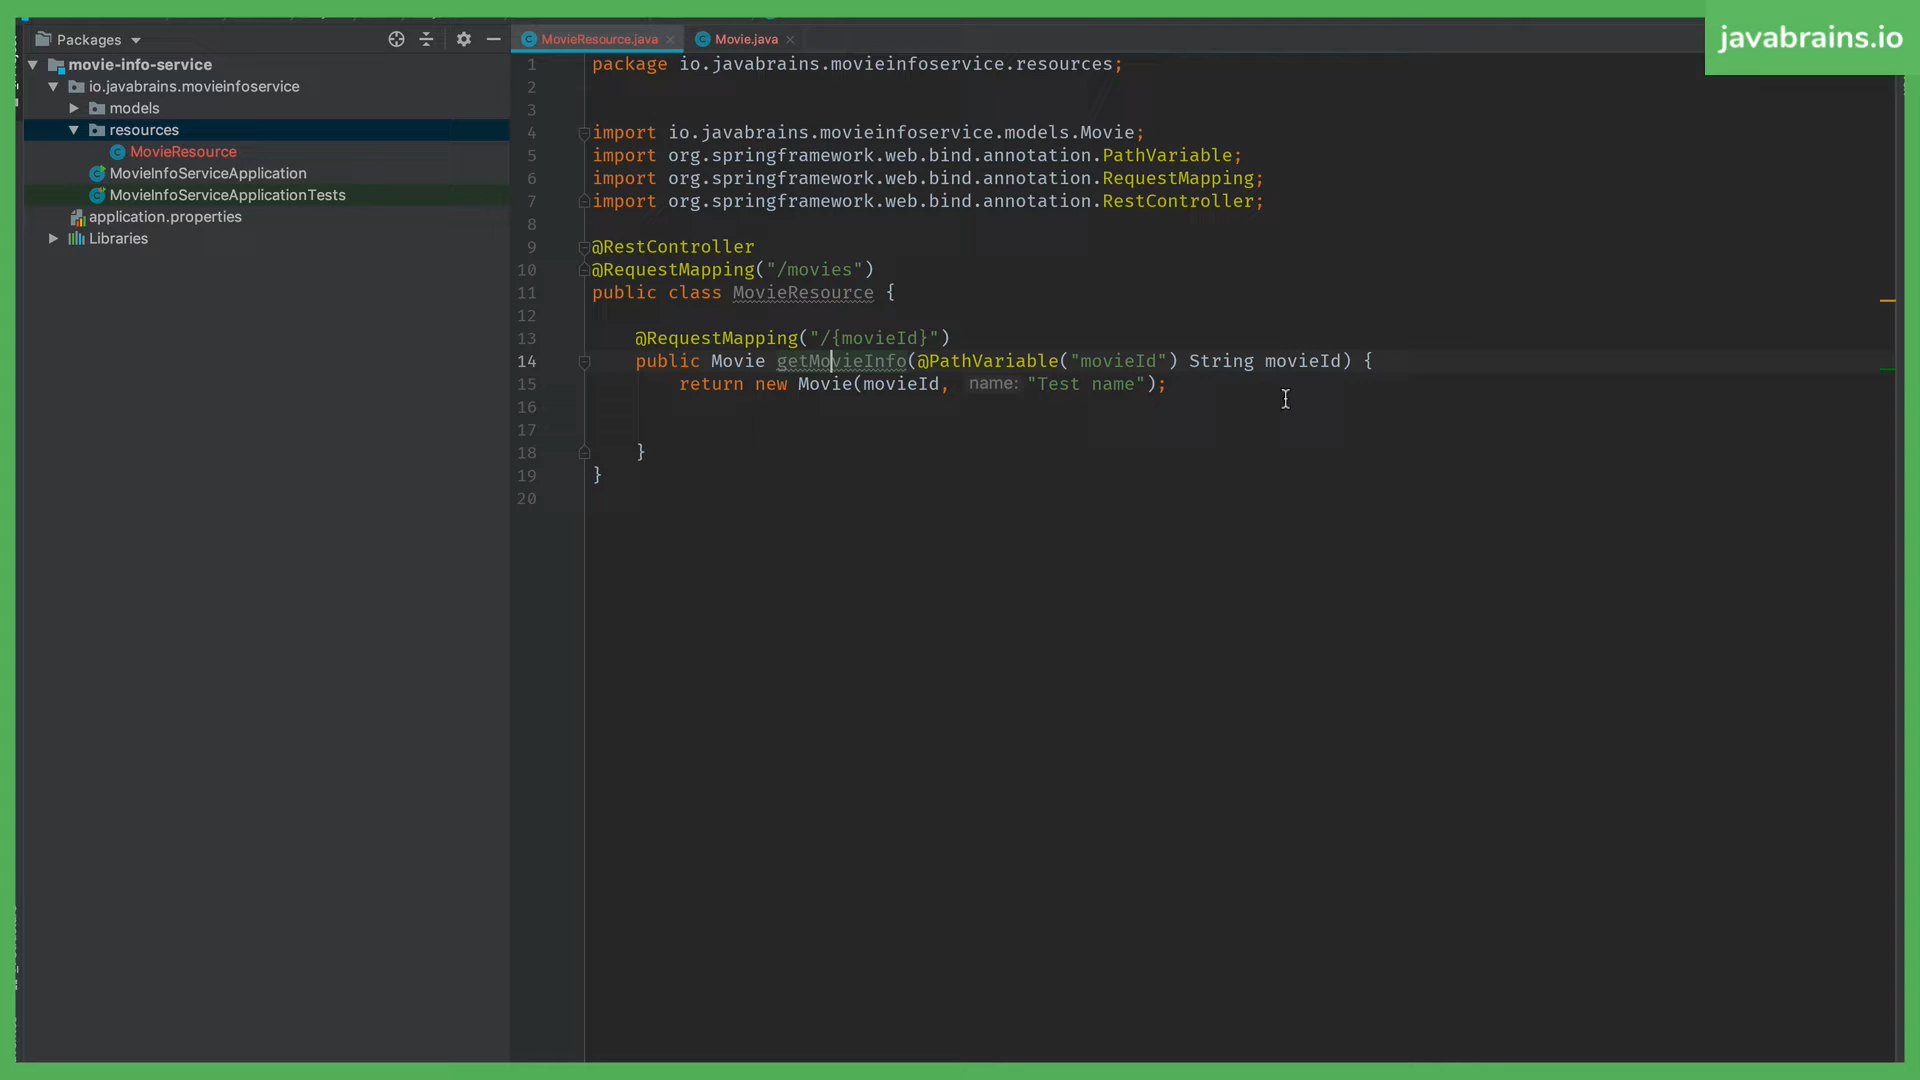 javabrains.io
Packages
MovieResource.java
Movie.java
movie-info-service
io.javabrains.movieinfoservice
models
resources
MovieResource
MovieInfoServiceApplication
MovieInfoServiceApplicationTests
application.properties
Libraries
1 package io.javabrains.movieinfoservice.resources;
2
3
4 import io.javabrains.movieinfoservice.models.Movie;
5 import org.springframework.web.bind.annotation.PathVariable;
6 import org.springframework.web.bind.annotation.RequestMapping;
7 import org.springframework.web.bind.annotation.RestController;
8
9 @RestController
10 @RequestMapping("/movies")
11 public class MovieResource {
12
13 @RequestMapping("/{movieId}")
14 public Movie getMovieInfo(@PathVariable("movieId") String movieId) {
15 return new Movie(movieId, name: "Test name");
16
17
18 }
19 }
20